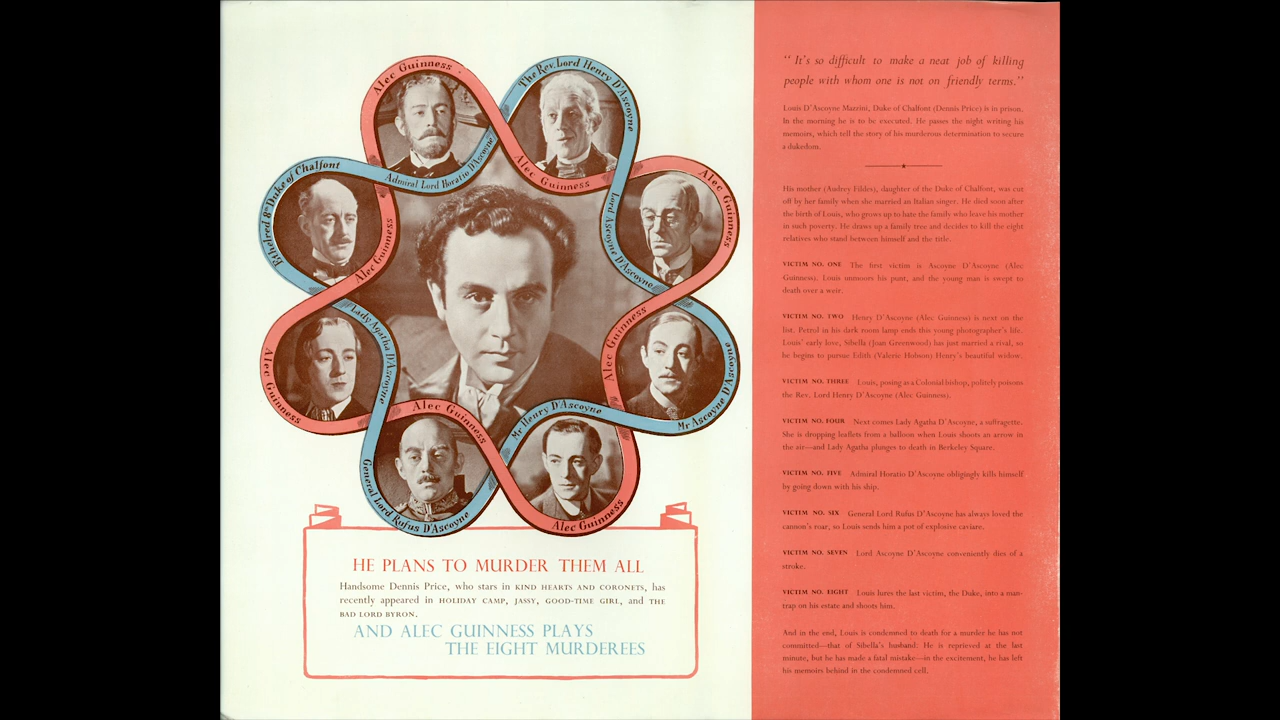 Alec Guinness
The Rev. Lord Henry D'Ascoyne
Admiral Lord Horatio D'Ascoyne
Alec Guinness
Ethelred 8th Duke of Chalfont
Alec Guinness
Lord Ascoyne D'Ascoyne
Alec Guinness
Lady Agatha D'Ascoyne
Alec Guinness
Alec Guinness
Mr Ascoyne D'Ascoyne
Alec Guinness
Mr Henry D'Ascoyne
General Lord Rufus D'Ascoyne
Alec Guinness
HE PLANS TO MURDER THEM ALL
Handsome Dennis Price, who stars in KIND HEARTS AND CORONETS, has
recently appeared in HOLIDAY CAMP, JASSY, GOOD-TIME GIRL, and THE
BAD LORD BYRON.
AND ALEC GUINNESS PLAYS
THE EIGHT MURDEREES
“ It's so difficult to make a neat job of killing
people with whom one is not on friendly terms.”
Louis D'Ascoyne Mazzini, Duke of Chalfont (Dennis Price) is in prison.
In the morning he is to be executed. He passes the night writing his
memoirs, which tell the story of his murderous determination to secure
a dukedom.
His mother (Audrey Fildes), daughter of the Duke of Chalfont, was cut
off by her family when she married an Italian singer. He died soon after
the birth of Louis, who grows up to hate the family who leave his mother
in such poverty. He draws up a family tree and decides to kill the eight
relatives who stand between himself and the title.
VICTIM NO. ONE The first victim is Ascoyne D'Ascoyne (Alec
Guinness). Louis unmoors his punt, and the young man is swept to
death over a weir.
VICTIM NO. TWO Henry D'Ascoyne (Alec Guinness) is next on the
list. Petrol in his dark room lamp ends this young photographer's life.
Louis' early love, Sibella (Joan Greenwood) has just married a rival, so
he begins to pursue Edith (Valerie Hobson) Henry's beautiful widow.
VICTIM NO. THREE Louis, posing as a Colonial bishop, politely poisons
the Rev. Lord Henry D'Ascoyne (Alec Guinness).
VICTIM NO. FOUR Next comes Lady Agatha D'Ascoyne, a suffragette.
She is dropping leaflets from a balloon when Louis shoots an arrow in
the air—and Lady Agatha plunges to death in Berkeley Square.
VICTIM NO. FIVE Admiral Horatio D'Ascoyne obligingly kills himself
by going down with his ship.
VICTIM NO. SIX General Lord Rufus D'Ascoyne has always loved the
cannon's roar, so Louis sends him a pot of explosive caviare.
VICTIM NO. SEVEN Lord Ascoyne D'Ascoyne conveniently dies of a
stroke.
VICTIM NO. EIGHT Louis lures the last victim, the Duke, into a man-
trap on his estate and shoots him.
And in the end, Louis is condemned to death for a murder he has not
committed—that of Sibella's husband. He is reprieved at the last
minute, but he has made a fatal mistake—in the excitement, he has left
his memoirs behind in the condemned cell.